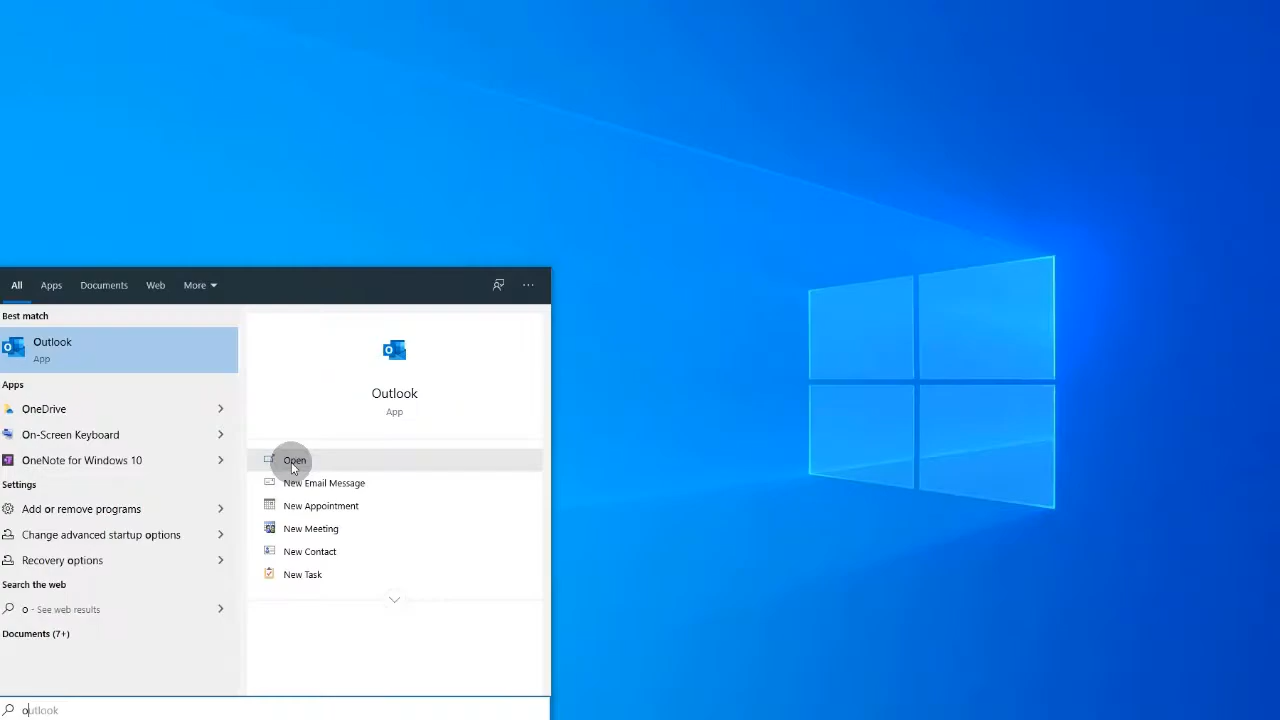 All Apps Documents Web More
Best match
Outlook
App
Apps
OneDrive
On-Screen Keyboard
OneNote for Windows 10
Settings
Add or remove programs
Change advanced startup options
Recovery options
Search the web
o - See web results
Documents (7+)
Outlook
App
Open
New Email Message
New Appointment
New Meeting
New Contact
New Task
outlook